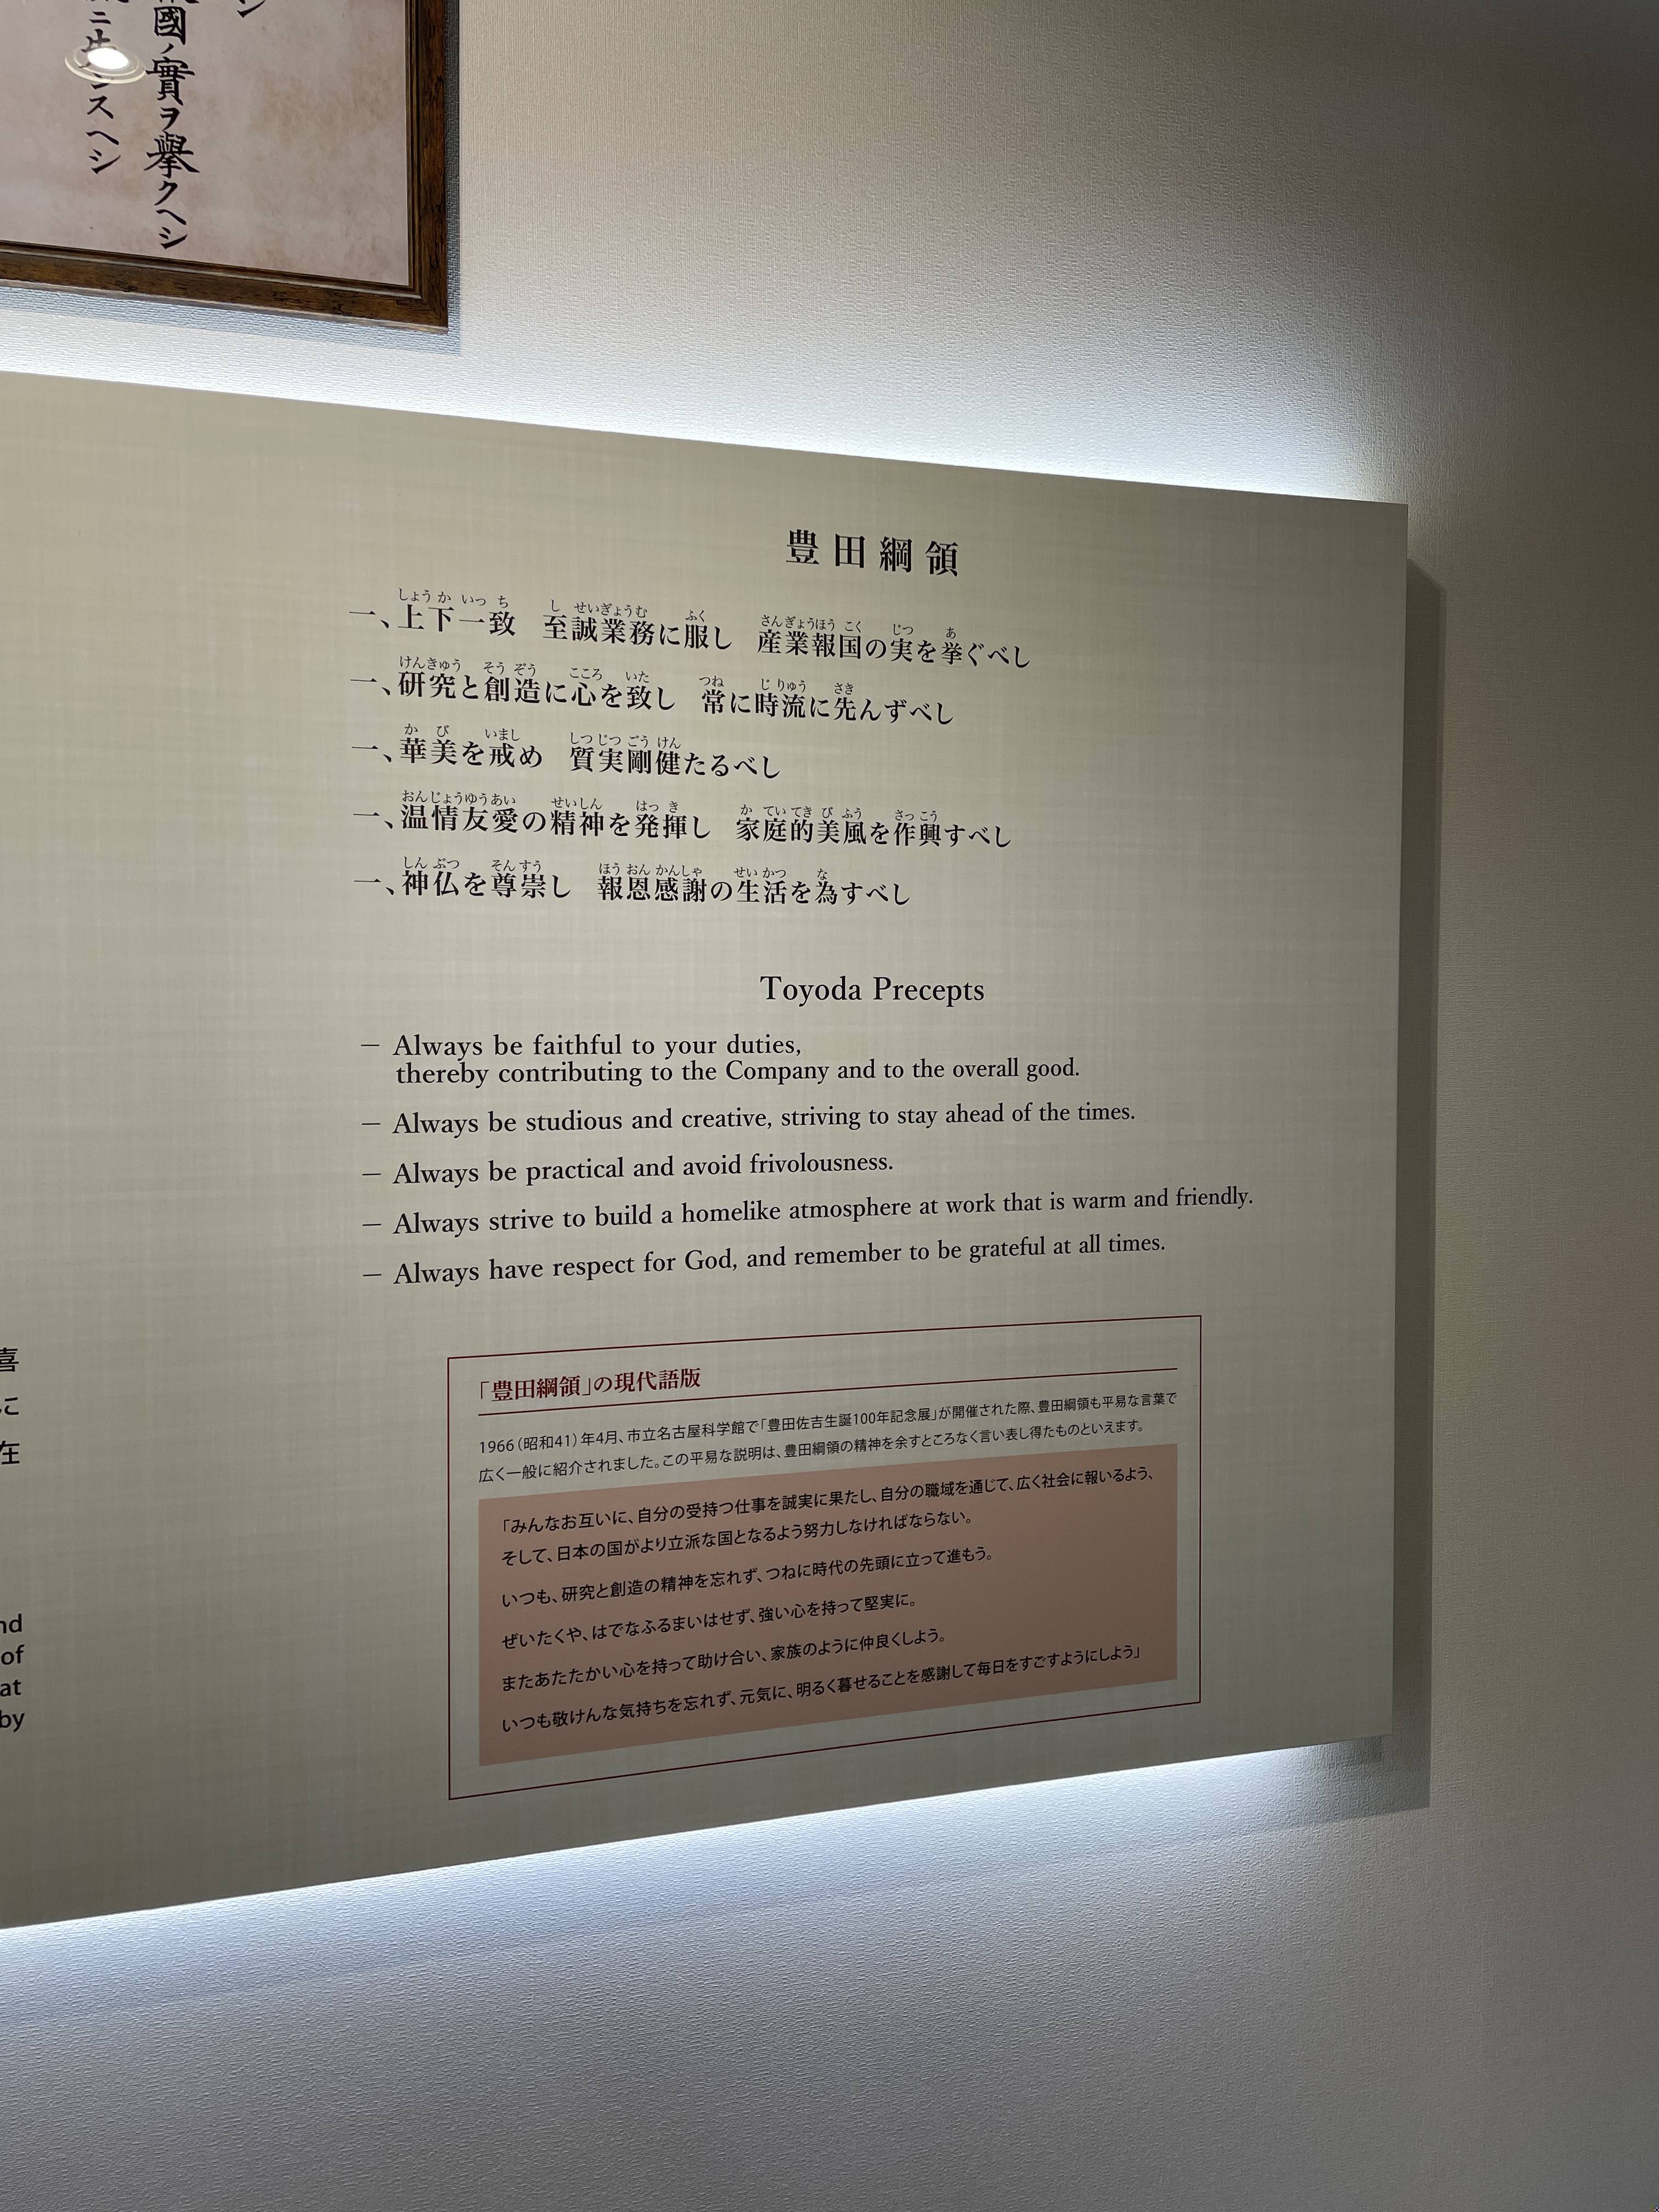 國ノ實ヲ擧クヘシ
スヘシ
豊田綱領
一、上下一致 至誠業務に服し 産業報国の実を挙ぐべし
一、研究と創造に心を致し 常に時流に先んずべし
一、華美を戒め 質実剛健たるべし
一、温情友愛の精神を発揮し 家庭的美風を作興すべし
一、神仏を尊崇し 報恩感謝の生活を為すべし
Toyoda Precepts
— Always be faithful to your duties,
thereby contributing to the Company and to the overall good.
— Always be studious and creative, striving to stay ahead of the times.
— Always be practical and avoid frivolousness.
— Always strive to build a homelike atmosphere at work that is warm and friendly.
— Always have respect for God, and remember to be grateful at all times.
「豊田綱領」の現代語版
1966(昭和41)年4月、市立名古屋科学館で「豊田佐吉生誕100年記念展」が開催された際、豊田綱領も平易な言葉で
広く一般に紹介されました。この平易な説明は、豊田綱領の精神を余すところなく言い表し得たものといえます。
「みんなお互いに、自分の受持つ仕事を誠実に果たし、自分の職域を通じて、広く社会に報いるよう、
そして、日本の国がより立派な国となるよう努力しなければならない。
いつも、研究と創造の精神を忘れず、つねに時代の先頭に立って進もう。
ぜいたくや、はでなふるまいはせず、強い心を持って堅実に。
またあたたかい心を持って助け合い、家族のように仲良くしよう。
いつも敬けんな気持ちを忘れず、元気に、明るく暮せることを感謝して毎日をすごすようにしよう」
喜
に
在
nd
of
at
by